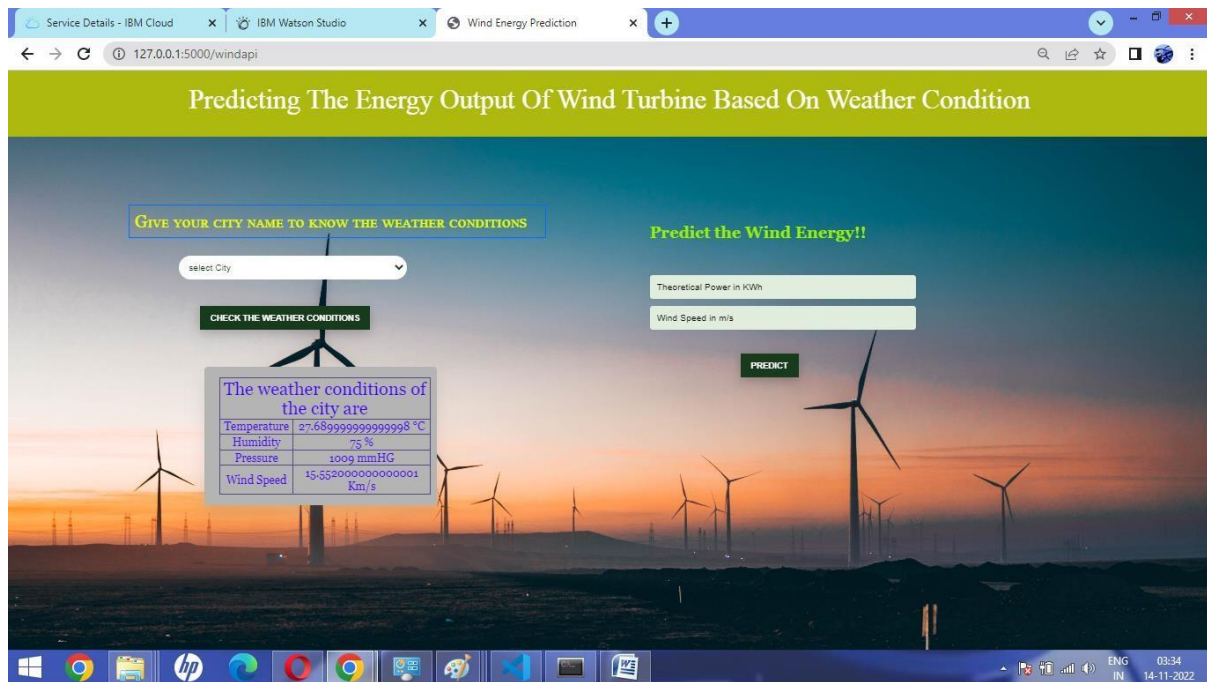 Service Details - IBM Cloud
IBM Watson Studio
Wind Energy Prediction
127.0.0.1:5000/windapi
Predicting The Energy Output Of Wind Turbine Based On Weather Condition
GIVE YOUR CITY NAME TO KNOW THE WEATHER CONDITIONS
select City
CHECK THE WEATHER CONDITIONS
The weather conditions of
the city are
Temperature 27.689999999999998 °C
Humidity 75 %
Pressure 1009 mmHG
Wind Speed 15.552000000000001
Km/s
Predict the Wind Energy!!
Theoretical Power in KWh
Wind Speed in m/s
PREDICT
hp
W
ENG
IN
03:34
14-11-2022